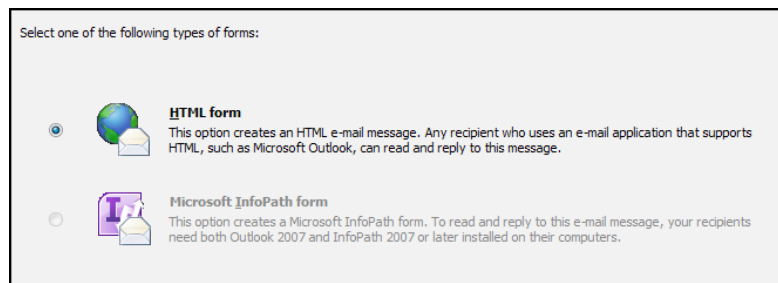 Select one of the following types of forms:
HTML form
This option creates an HTML e-mail message. Any recipient who uses an e-mail application that supports
HTML, such as Microsoft Outlook, can read and reply to this message.
Microsoft InfoPath form
This option creates a Microsoft InfoPath form. To read and reply to this e-mail message, your recipients
need both Outlook 2007 and InfoPath 2007 or later installed on their computers.